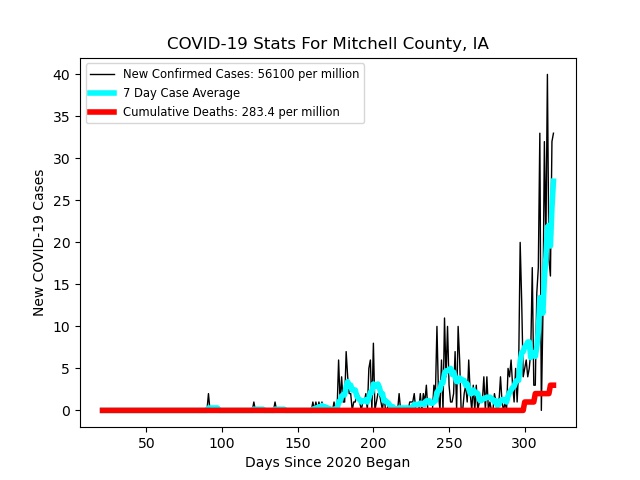 COVID-19 Stats For Mitchell County, IA
New Confirmed Cases: 56100 per million
7 Day Case Average
Cumulative Deaths: 283.4 per million
New COVID-19 Cases
40
35
30
25
20
15
10
5
0
50 100 150 200 250 300
Days Since 2020 Began